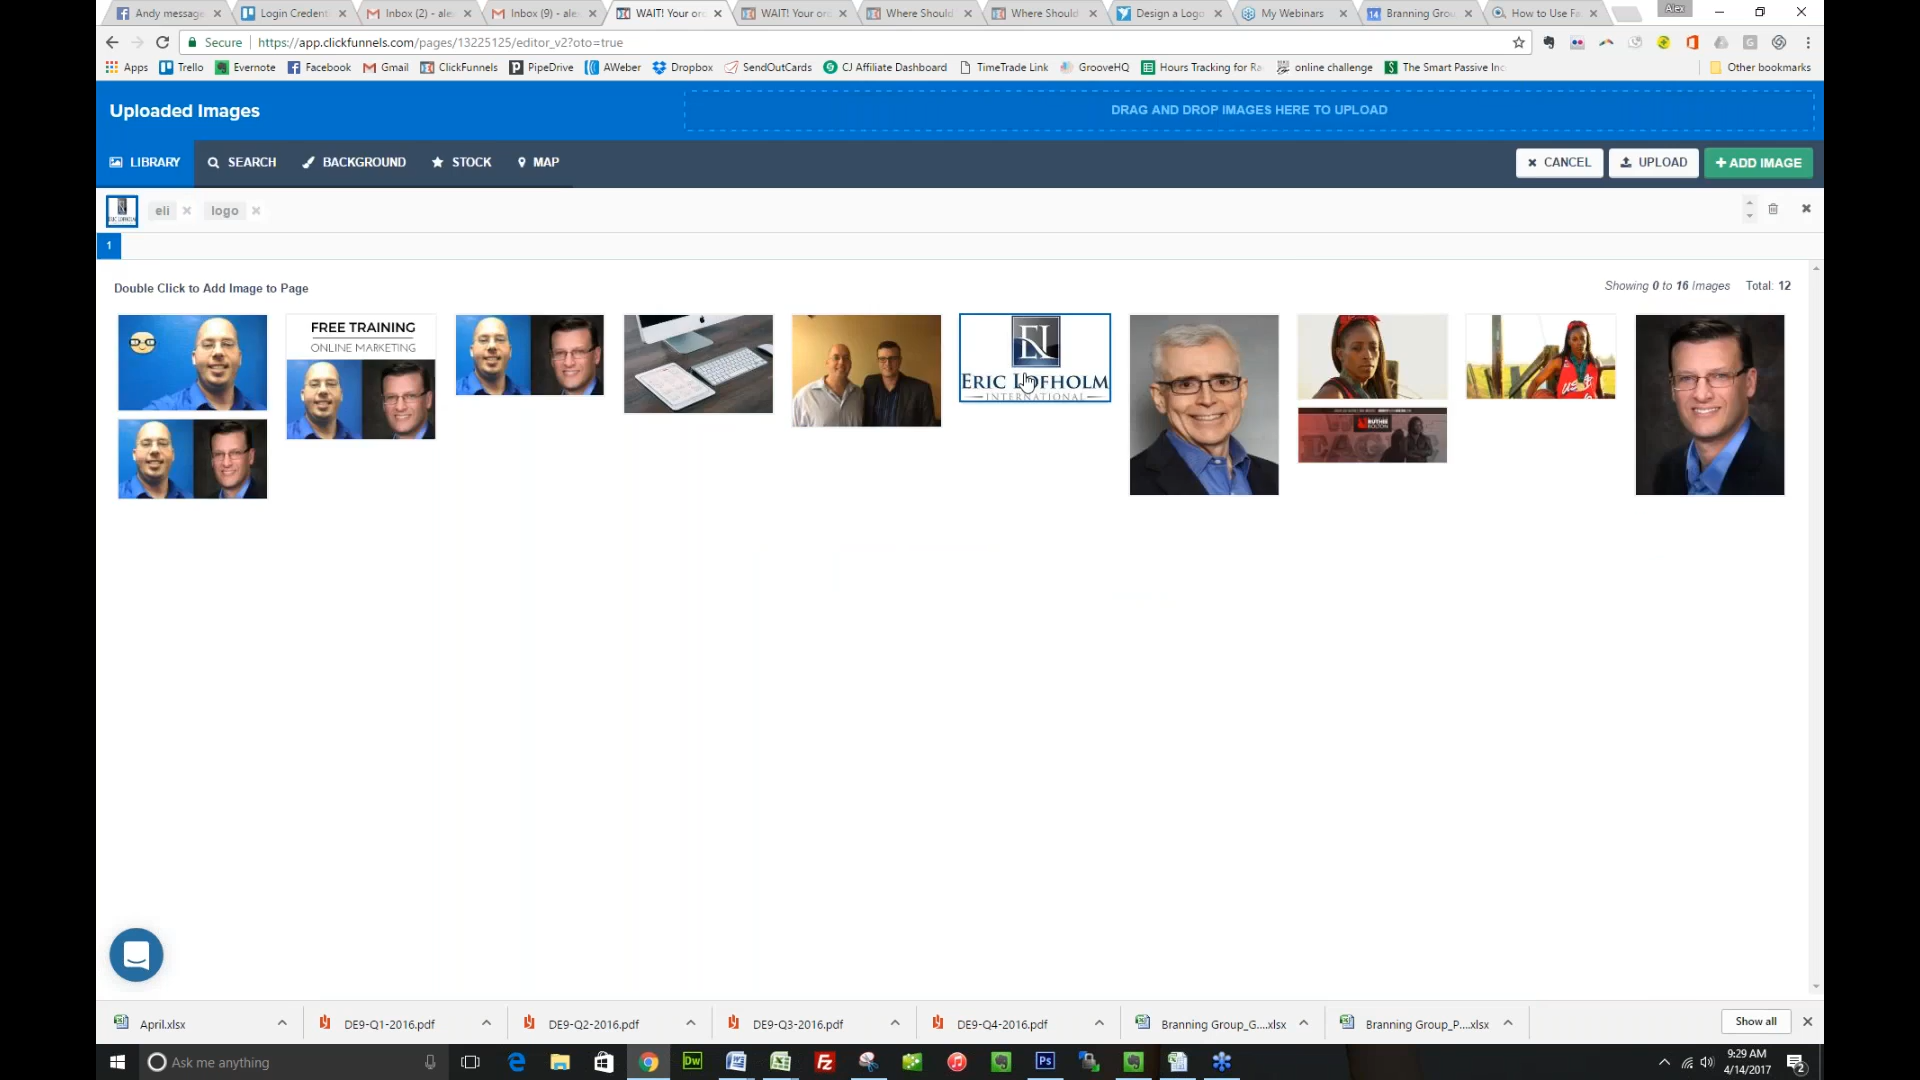 Andy message
Login Credent
Inbox (2) - ale
Inbox (9) - ale
WAIT! Your or
WAIT! Your or
Where Should
Where Should
Design a Logo
My Webinars
Branning Grou
How to Use Fa
Alex
Secure
https://app.clickfunnels.com/pages/13225125/editor_v2?oto=true
Apps
Trello
Evernote
Facebook
Gmail
ClickFunnels
PipeDrive
AWeber
Dropbox
SendOutCards
CJ Affiliate Dashboard
TimeTrade Link
GrooveHQ
Hours Tracking for Ra
online challenge
The Smart Passive Inc
Other bookmarks
Uploaded Images
DRAG AND DROP IMAGES HERE TO UPLOAD
LIBRARY
SEARCH
BACKGROUND
STOCK
MAP
CANCEL
UPLOAD
+ ADD IMAGE
eli
logo
1
Double Click to Add Image to Page
Showing 0 to 16 Images
Total: 12
FREE TRAINING
ONLINE MARKETING
ERIC LOFHOLM
INTERNATIONAL
April.xlsx
DE9-Q1-2016.pdf
DE9-Q2-2016.pdf
DE9-Q3-2016.pdf
DE9-Q4-2016.pdf
Branning Group_G....xlsx
Branning Group_P....xlsx
Show all
Ask me anything
Dw
Fz
Ps
9:29 AM
4/14/2017
2